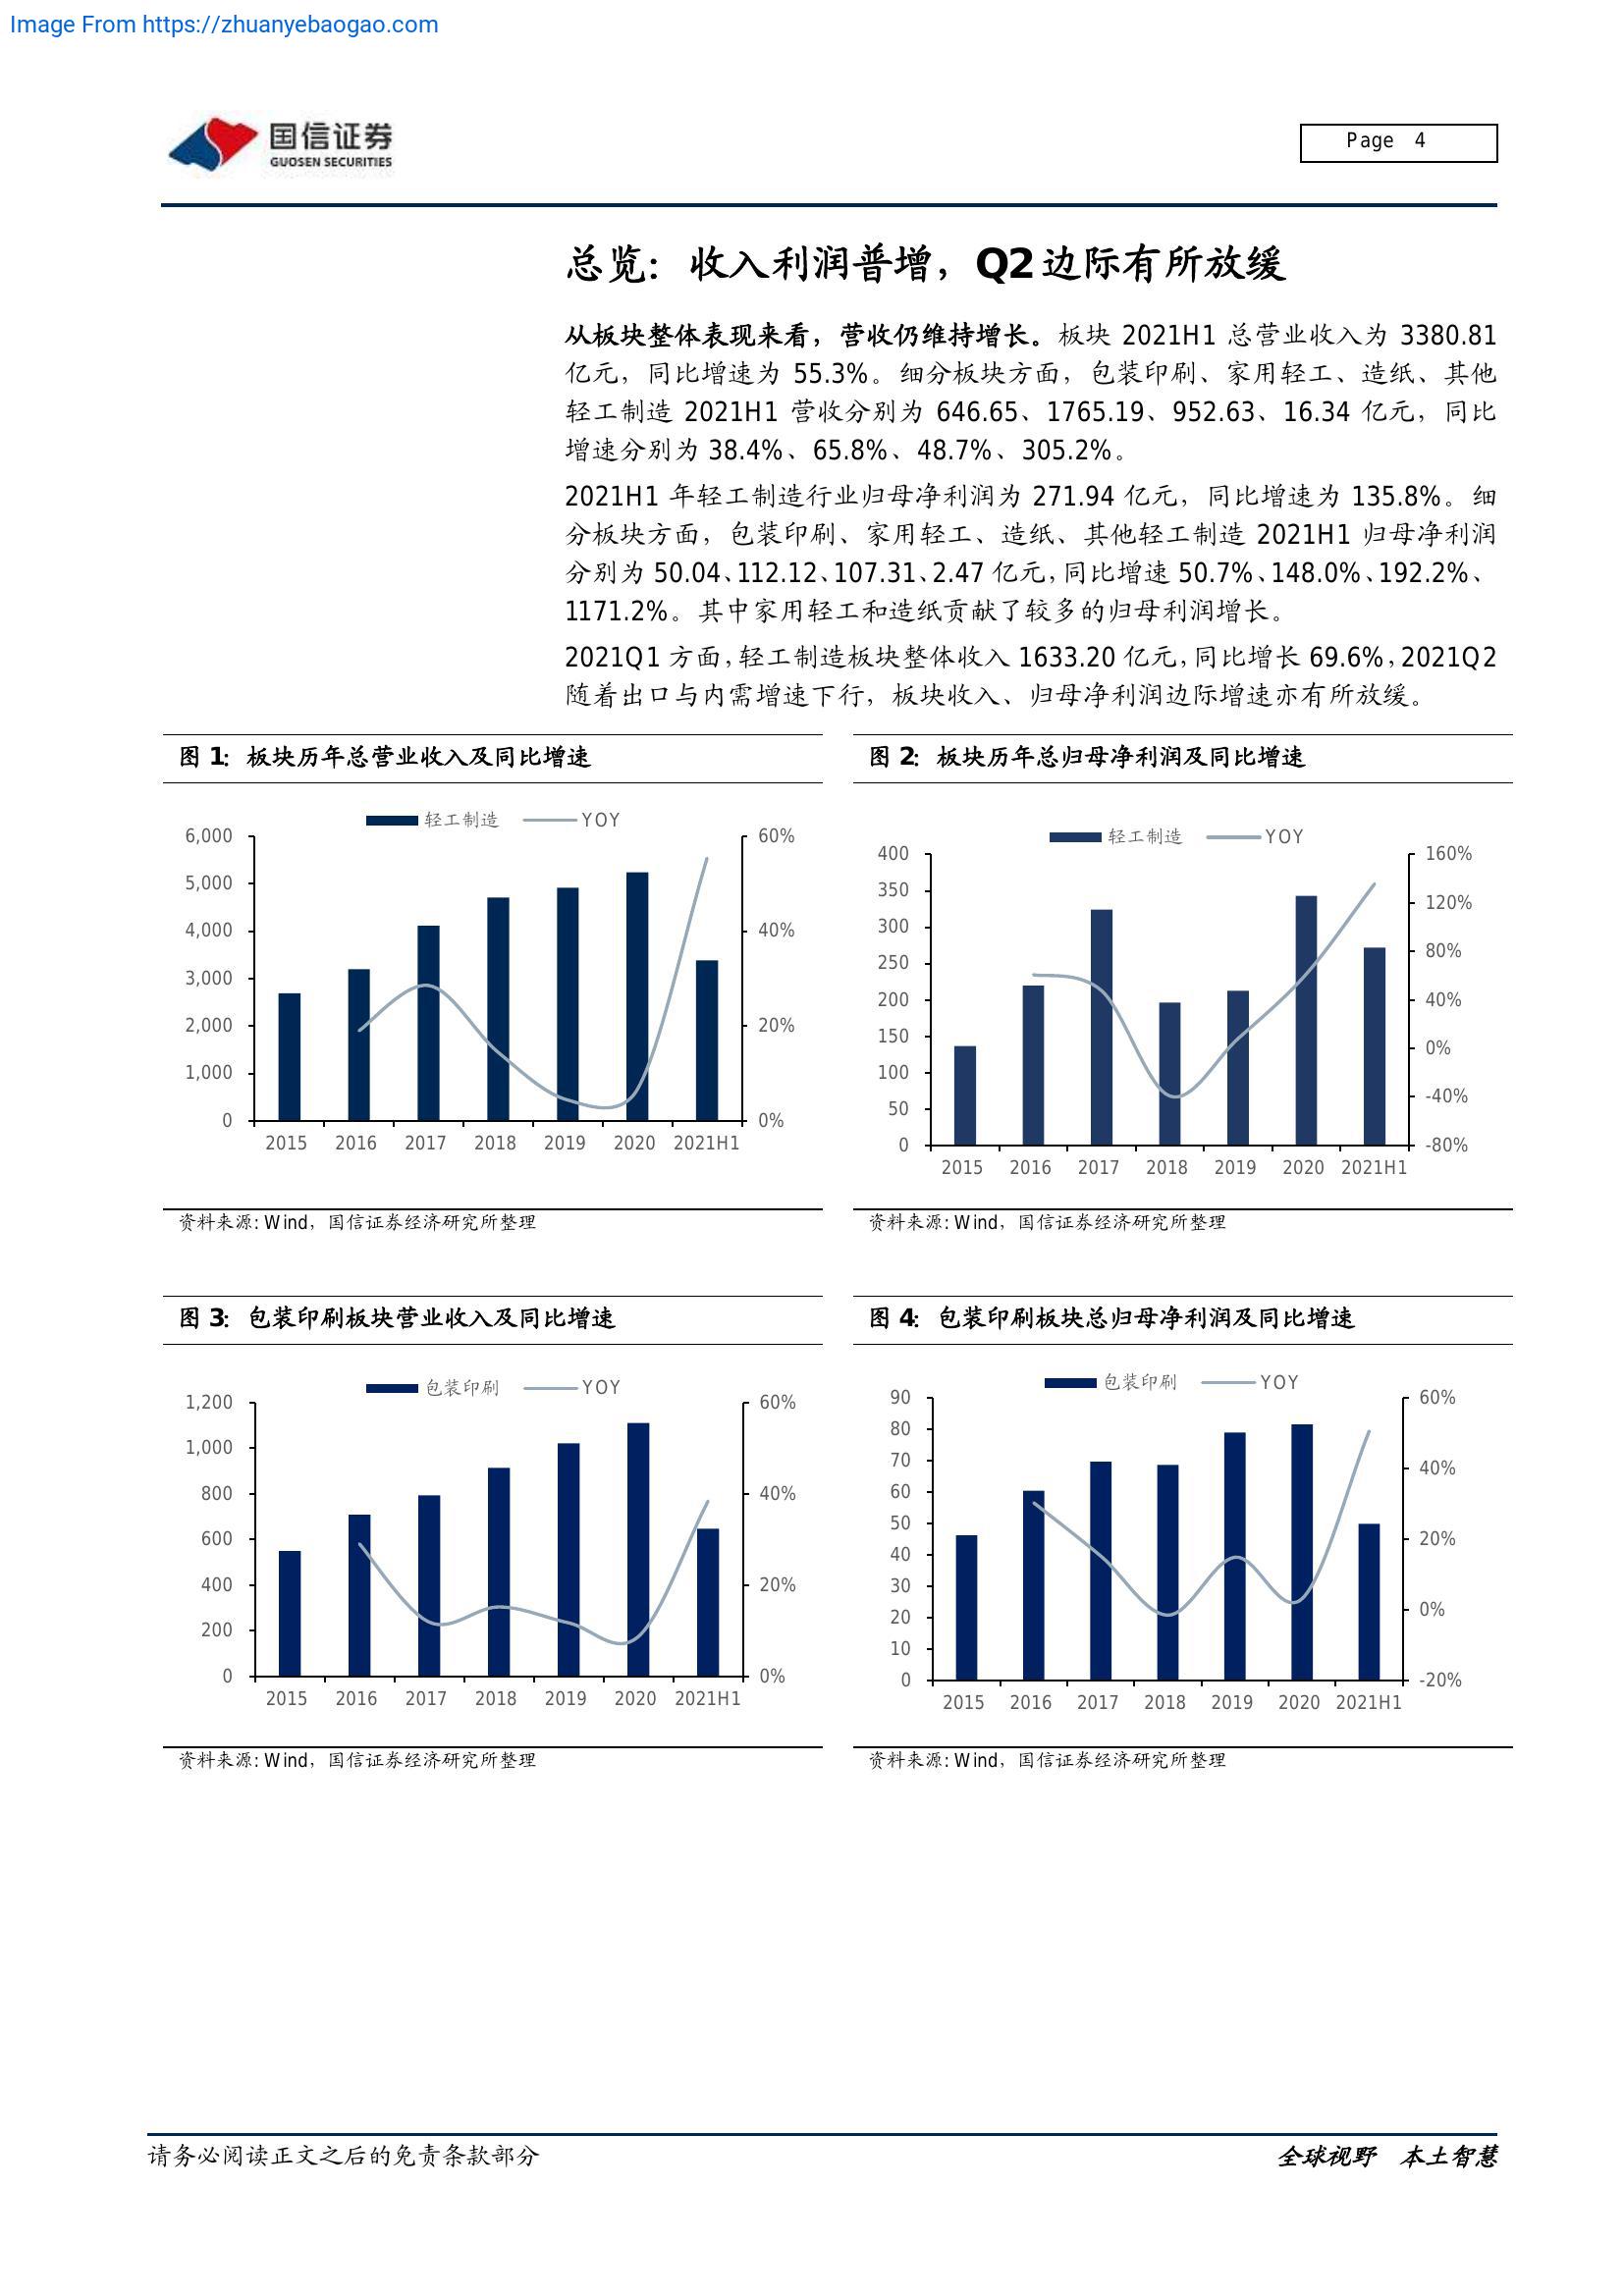 Image From https://zhuanyebaogao.com
国信证券
GUOSEN SECURITIES
Page 4
总览：收入利润普增，Q2边际有所放缓
从板块整体表现来看，营收仍维持增长。板块 2021H1 总营业收入为 3380.81
亿元，同比增速为 55.3%。细分板块方面，包装印刷、家用轻工、造纸、其他
轻工制造 2021H1 营收分别为 646.65、1765.19、952.63、16.34 亿元，同比
增速分别为 38.4%、65.8%、48.7%、305.2%。
2021H1 年轻工制造行业归母净利润为 271.94 亿元，同比增速为 135.8%。细
分板块方面，包装印刷、家用轻工、造纸、其他轻工制造 2021H1 归母净利润
分别为 50.04、112.12、107.31、2.47 亿元，同比增速 50.7%、148.0%、192.2%、
1171.2%。其中家用轻工和造纸贡献了较多的归母利润增长。
2021Q1 方面，轻工制造板块整体收入 1633.20 亿元，同比增长 69.6%，2021Q2
随着出口与内需增速下行，板块收入、归母净利润边际增速亦有所放缓。
图 1：板块历年总营业收入及同比增速
轻工制造 YOY
6,000
5,000
4,000
3,000
2,000
1,000
0
60%
40%
20%
0%
2015 2016 2017 2018 2019 2020 2021H1
资料来源: Wind，国信证券经济研究所整理
图 2：板块历年总归母净利润及同比增速
轻工制造 YOY
400
350
300
250
200
150
100
50
0
160%
120%
80%
40%
0%
-40%
-80%
2015 2016 2017 2018 2019 2020 2021H1
资料来源: Wind，国信证券经济研究所整理
图 3：包装印刷板块营业收入及同比增速
包装印刷 YOY
1,200
1,000
800
600
400
200
0
60%
40%
20%
0%
2015 2016 2017 2018 2019 2020 2021H1
资料来源: Wind，国信证券经济研究所整理
图 4：包装印刷板块总归母净利润及同比增速
包装印刷 YOY
90
80
70
60
50
40
30
20
10
0
60%
40%
20%
0%
-20%
2015 2016 2017 2018 2019 2020 2021H1
资料来源: Wind，国信证券经济研究所整理
请务必阅读正文之后的免责条款部分
全球视野 本土智慧